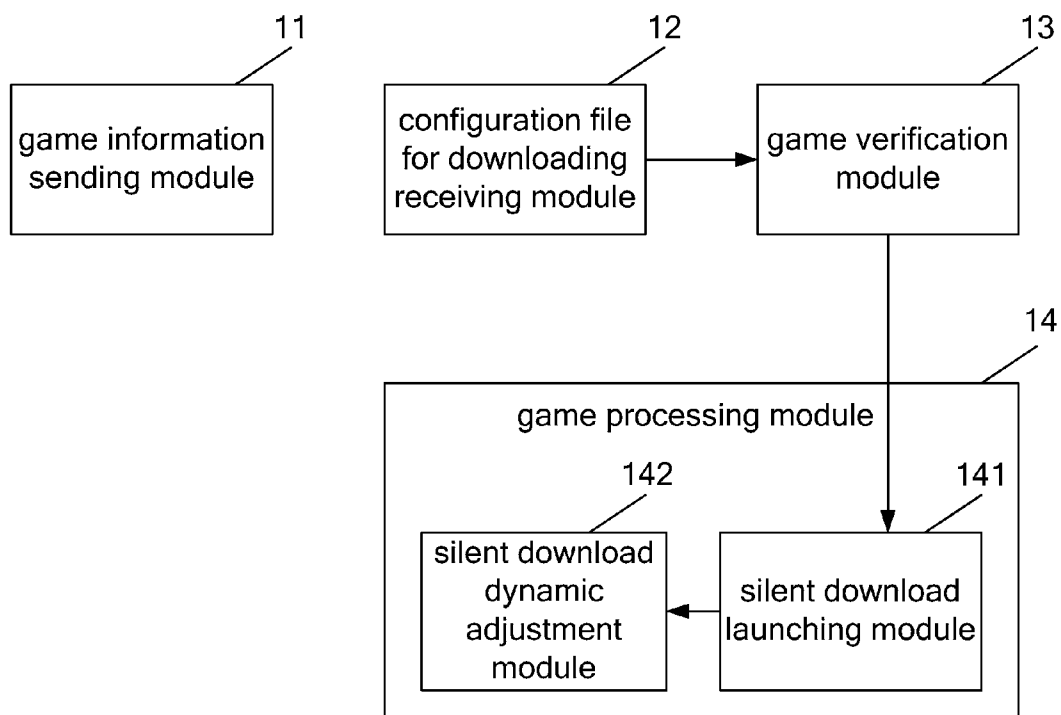 11
12
13
game information
sending module
configuration file
for downloading
receiving module
game verification
module
14
game processing module
142
141
silent download
dynamic
adjustment
module
silent download
launching module